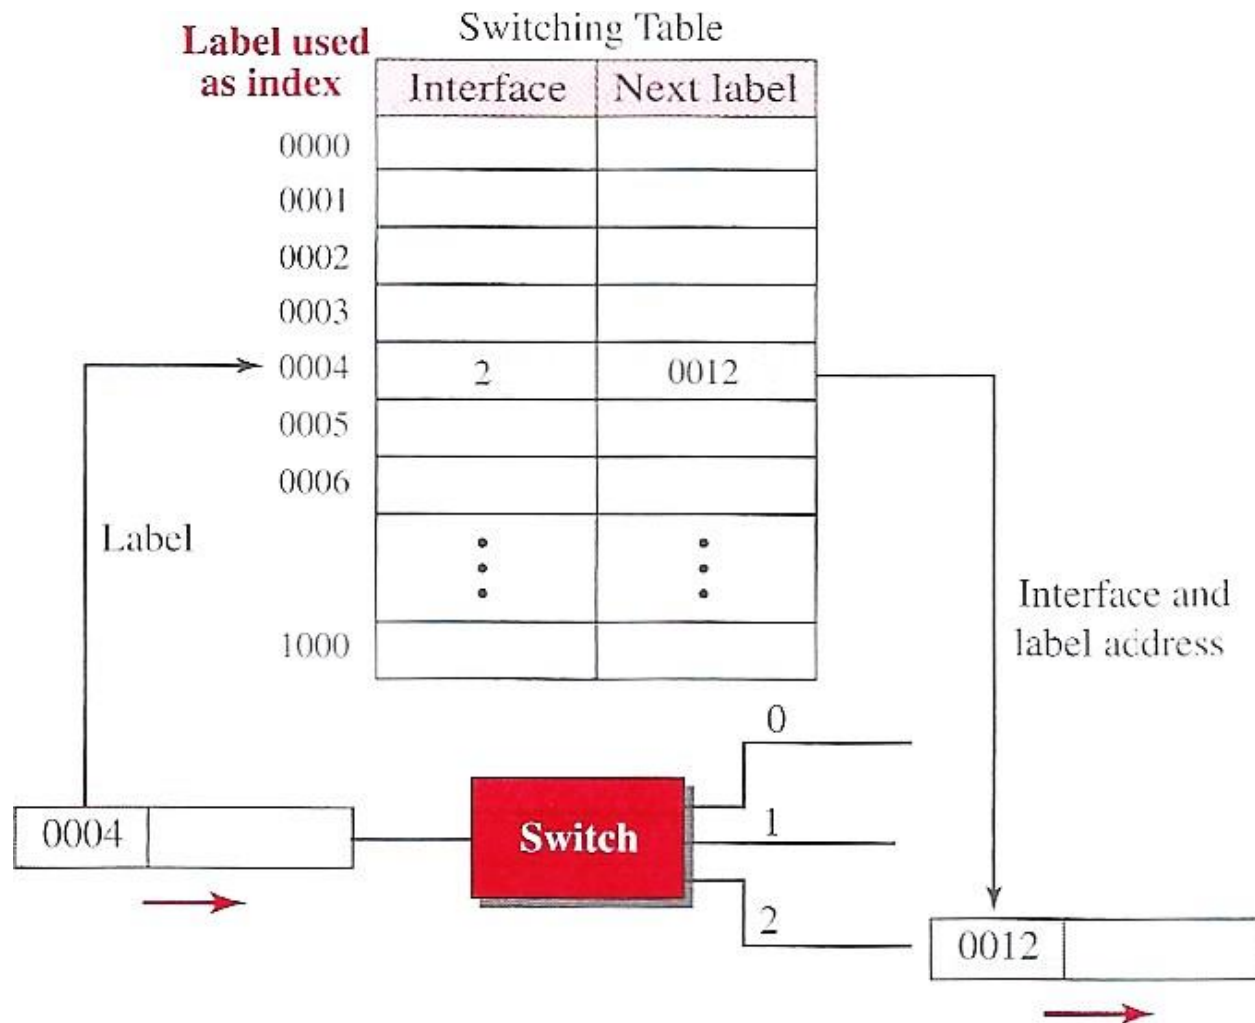 Switching Table
Label used
as index
Interface Next label
0000
0001
0002
0003
0004 2 0012
0005
0006
Label
1000
Interface and
label address
0
0004
Switch
1
2
0012